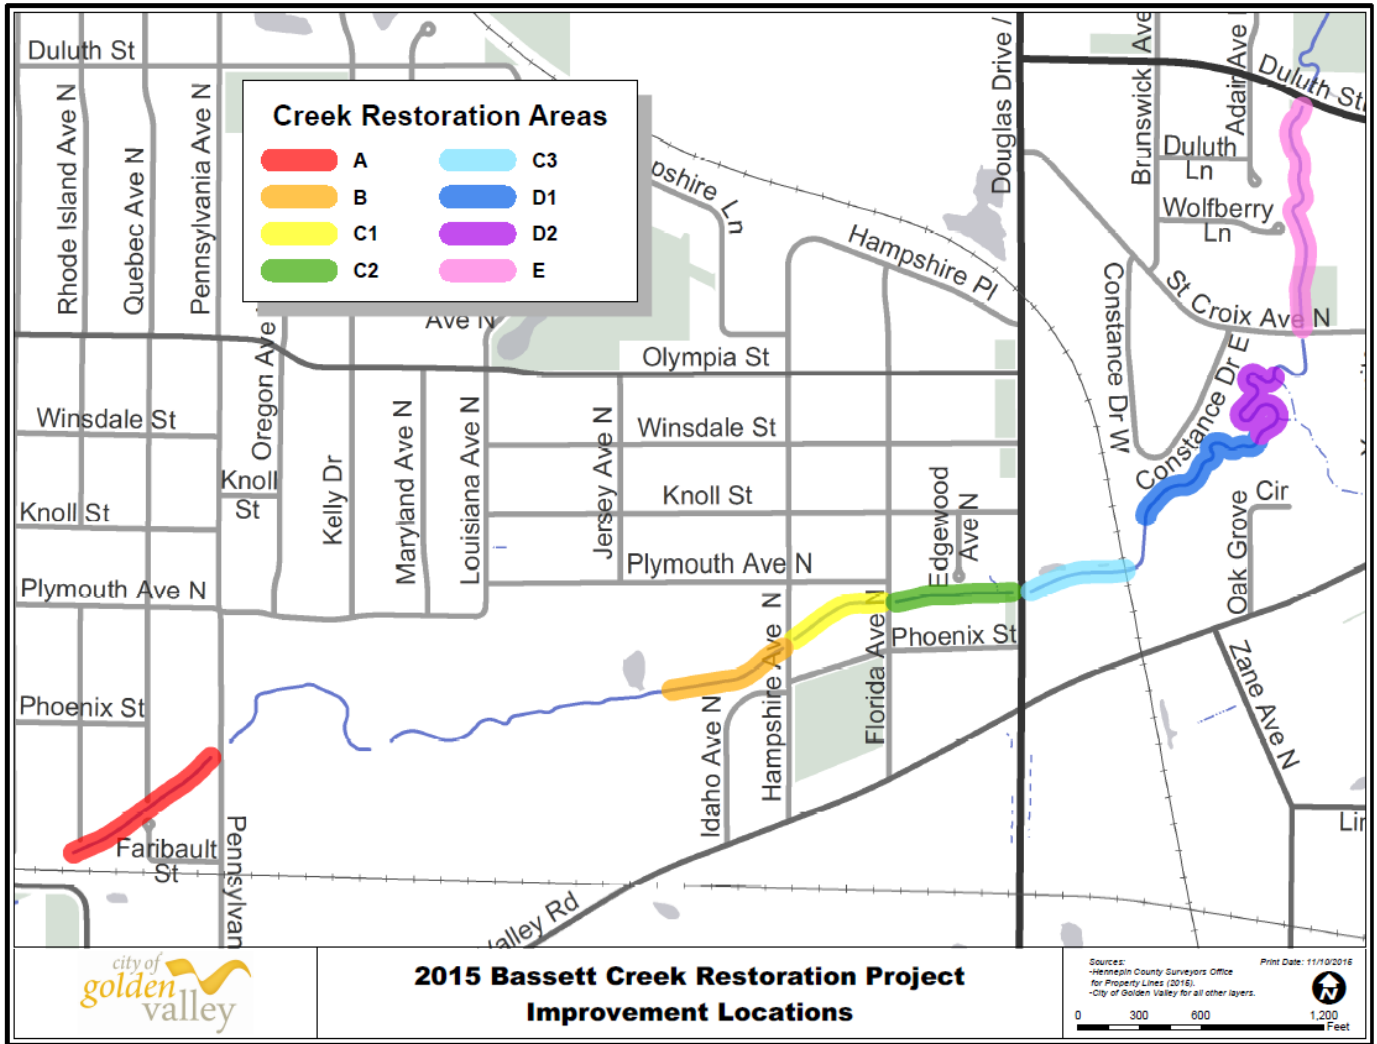 Duluth St
Rhode Island Ave N
Quebec Ave N
Pennsylvania Ave N
Creek Restoration Areas
A
B
C1
C2
C3
D1
D2
E
pshire Ln
Hampshire Pl
Douglas Drive /
Brunswick Ave
Adair Ave
Duluth St
Duluth
Ln
Wolfberry
Ln
St Croix Ave N
Constance Dr W
Constance Dr E
Ave N
Olympia St
Winsdale St
Oregon Ave
Kelly Dr
Maryland Ave N
Louisiana Ave N
Jersey Ave N
Winsdale St
Knoll
St
Knoll St
Knoll St
Edgewood
Ave N
Oak Grove
Cir
Plymouth Ave N
Plymouth Ave N
Phoenix St
Phoenix St
Idaho Ave N
Hampshire Ave N
Florida Ave N
Zane Ave N
Faribault
St
Pennsylvan
Valley Rd
Lin
city of
golden
valley
2015 Bassett Creek Restoration Project
Improvement Locations
Sources:
-Hennepin County Surveyors Office
for Property Lines (2015).
-City of Golden Valley for all other layers.
Print Date: 11/10/2015
N
0 300 600 1,200
Feet